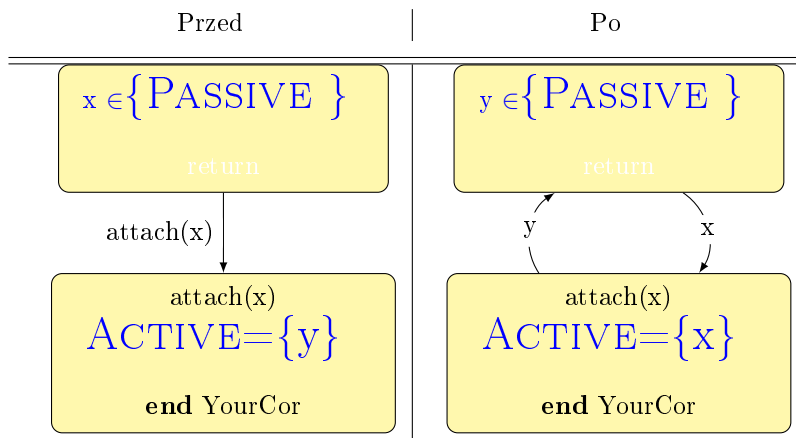 Przed Po
x ∈{PASSIVE } y ∈{PASSIVE }
return return
attach(x) y x
attach(x) attach(x)
ACTIVE={y} ACTIVE={x}
end YourCor end YourCor